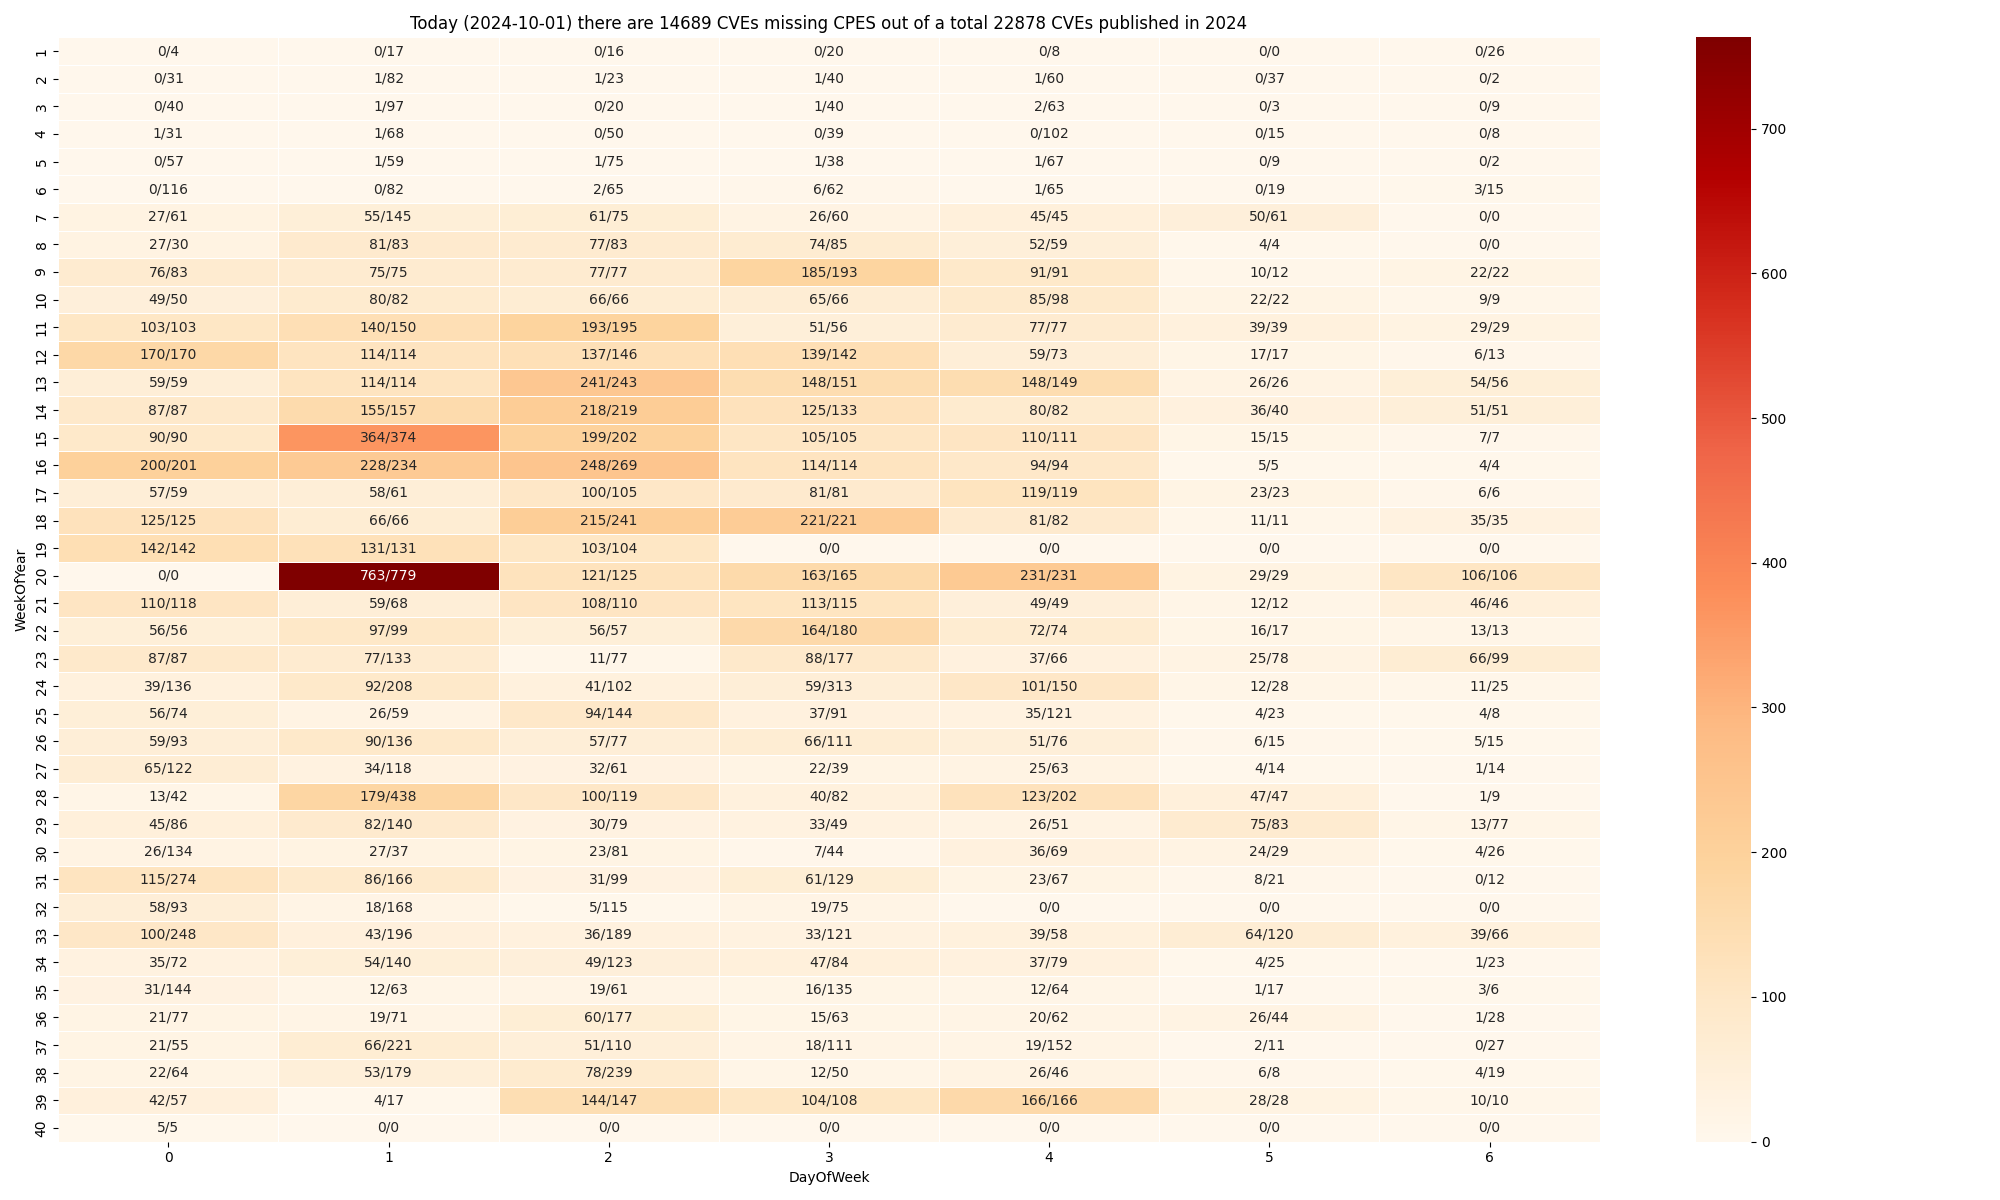 Today (2024-10-01) there are 14689 CVEs missing CPES out of a total 22878 CVEs published in 2024
WeekOfYear
1 0/4 0/17 0/16 0/20 0/8 0/0 0/26
2 0/31 1/82 1/23 1/40 1/60 0/37 0/2
3 0/40 1/97 0/20 1/40 2/63 0/3 0/9
4 1/31 1/68 0/50 0/39 0/102 0/15 0/8
5 0/57 1/59 1/75 1/38 1/67 0/9 0/2
6 0/116 0/82 2/65 6/62 1/65 0/19 3/15
7 27/61 55/145 61/75 26/60 45/45 50/61 0/0
8 27/30 81/83 77/83 74/85 52/59 4/4 0/0
9 76/83 75/75 77/77 185/193 91/91 10/12 22/22
10 49/50 80/82 66/66 65/66 85/98 22/22 9/9
11 103/103 140/150 193/195 51/56 77/77 39/39 29/29
12 170/170 114/114 137/146 139/142 59/73 17/17 6/13
13 59/59 114/114 241/243 148/151 148/149 26/26 54/56
14 87/87 155/157 218/219 125/133 80/82 36/40 51/51
15 90/90 364/374 199/202 105/105 110/111 15/15 7/7
16 200/201 228/234 248/269 114/114 94/94 5/5 4/4
17 57/59 58/61 100/105 81/81 119/119 23/23 6/6
18 125/125 66/66 215/241 221/221 81/82 11/11 35/35
19 142/142 131/131 103/104 0/0 0/0 0/0 0/0
20 0/0 763/779 121/125 163/165 231/231 29/29 106/106
21 110/118 59/68 108/110 113/115 49/49 12/12 46/46
22 56/56 97/99 56/57 164/180 72/74 16/17 13/13
23 87/87 77/133 11/77 88/177 37/66 25/78 66/99
24 39/136 92/208 41/102 59/313 101/150 12/28 11/25
25 56/74 26/59 94/144 37/91 35/121 4/23 4/8
26 59/93 90/136 57/77 66/111 51/76 6/15 5/15
27 65/122 34/118 32/61 22/39 25/63 4/14 1/14
28 13/42 179/438 100/119 40/82 123/202 47/47 1/9
29 45/86 82/140 30/79 33/49 26/51 75/83 13/77
30 26/134 27/37 23/81 7/44 36/69 24/29 4/26
31 115/274 86/166 31/99 61/129 23/67 8/21 0/12
32 58/93 18/168 5/115 19/75 0/0 0/0 0/0
33 100/248 43/196 36/189 33/121 39/58 64/120 39/66
34 35/72 54/140 49/123 47/84 37/79 4/25 1/23
35 31/144 12/63 19/61 16/135 12/64 1/17 3/6
36 21/77 19/71 60/177 15/63 20/62 26/44 1/28
37 21/55 66/221 51/110 18/111 19/152 2/11 0/27
38 22/64 53/179 78/239 12/50 26/46 6/8 4/19
39 42/57 4/17 144/147 104/108 166/166 28/28 10/10
40 5/5 0/0 0/0 0/0 0/0 0/0 0/0
0 1 2 3 4 5 6
DayOfWeek
700
600
500
400
300
200
100
0